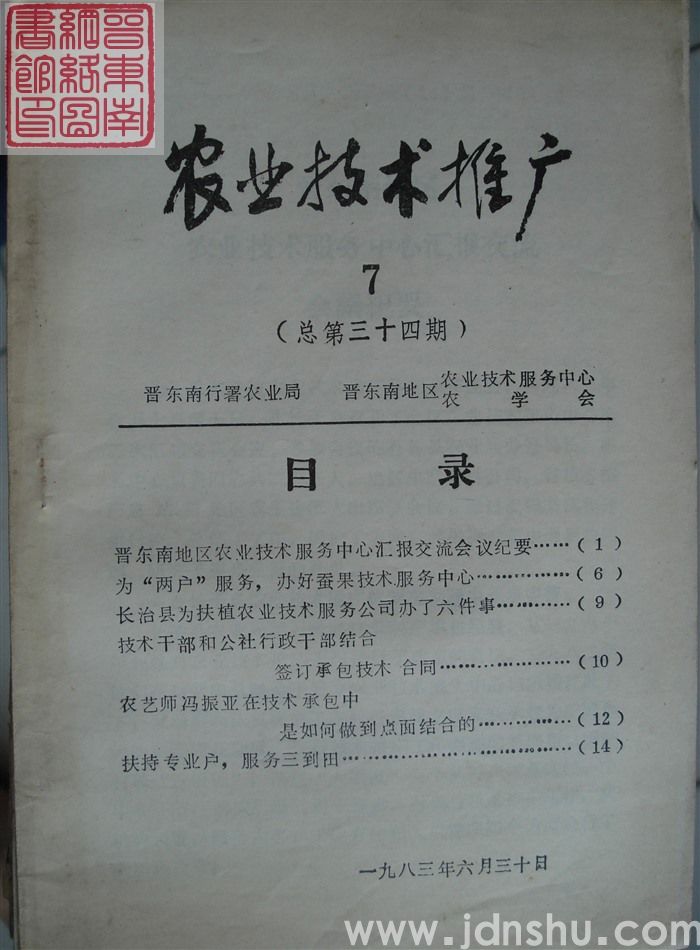 晋东南
網絡圖
書館印
农业技术推广
7
（总第三十四期）
晋东南行署农业局 晋东南地区农业技术服务中心
农学会
目录
晋东南地区农业技术服务中心汇报交流会议纪要……（1）
为“两户”服务，办好蚕果技术服务中心……………（6）
长治县为扶植农业技术服务公司办了六件事…………（9）
技术干部和公社行政干部结合
签订承包技术 合同…………………（10）
农艺师冯振亚在技术承包中
是如何做到点面结合的……………（12）
扶持专业户，服务三到田…………………………………（14）
一九八三年六月三十日
www.jdnshu.com